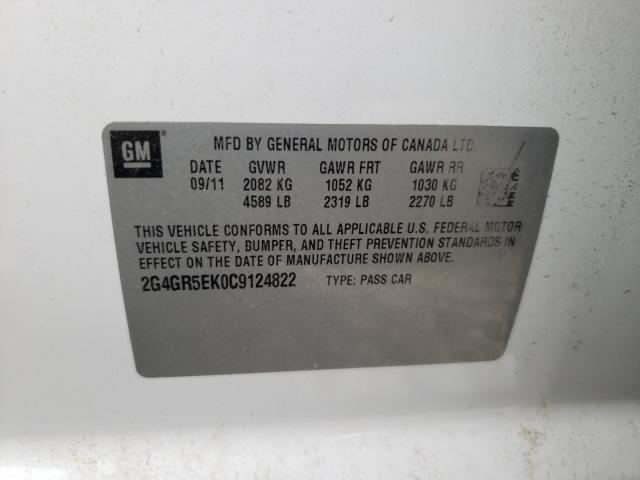 GM ® MFD BY GENERAL MOTORS OF CANADA LTD.
DATE GVWR GAWR FRT GAWR RR
09/11 2082 KG 1052 KG 1030 KG
4589 LB 2319 LB 2270 LB
THIS VEHICLE CONFORMS TO ALL APPLICABLE U.S. FEDERAL MOTOR
VEHICLE SAFETY, BUMPER, AND THEFT PREVENTION STANDARDS IN
EFFECT ON THE DATE OF MANUFACTURE SHOWN ABOVE.
2G4GR5EK0C9124822 TYPE: PASS CAR